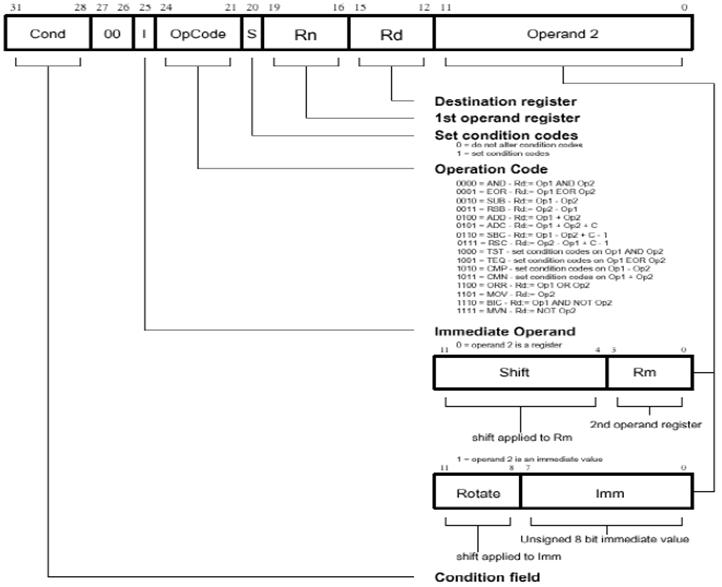 31 28 27 26 25 24 21 20 19 16 15 12 11 0
Cond 00 I OpCode S Rn Rd Operand 2
Destination register
1st operand register
Set condition codes
0 = do not alter condition codes
1 = set condition codes
Operation Code
0000 = AND - Rd:= Op1 AND Op2
0001 = EOR - Rd:= Op1 EOR Op2
0010 = SUB - Rd:= Op1 - Op2
0011 = RSB - Rd:= Op2 - Op1
0100 = ADD - Rd:= Op1 + Op2
0101 = ADC - Rd:= Op1 + Op2 + C
0110 = SBC - Rd:= Op1 - Op2 + C - 1
0111 = RSC - Rd:= Op2 - Op1 + C - 1
1000 = TST - set condition codes on Op1 AND Op2
1001 = TEQ - set condition codes on Op1 EOR Op2
1010 = CMP - set condition codes on Op1 - Op2
1011 = CMN - set condition codes on Op1 + Op2
1100 = ORR - Rd:= Op1 OR Op2
1101 = MOV - Rd:= Op2
1110 = BIC - Rd:= Op1 AND NOT Op2
1111 = MVN - Rd:= NOT Op2
Immediate Operand
0 = operand 2 is a register
11 4 3 0
Shift Rm
2nd operand register
shift applied to Rm
1 = operand 2 is an immediate value
11 8 7 0
Rotate Imm
Unsigned 8 bit immediate value
shift applied to Imm
Condition field